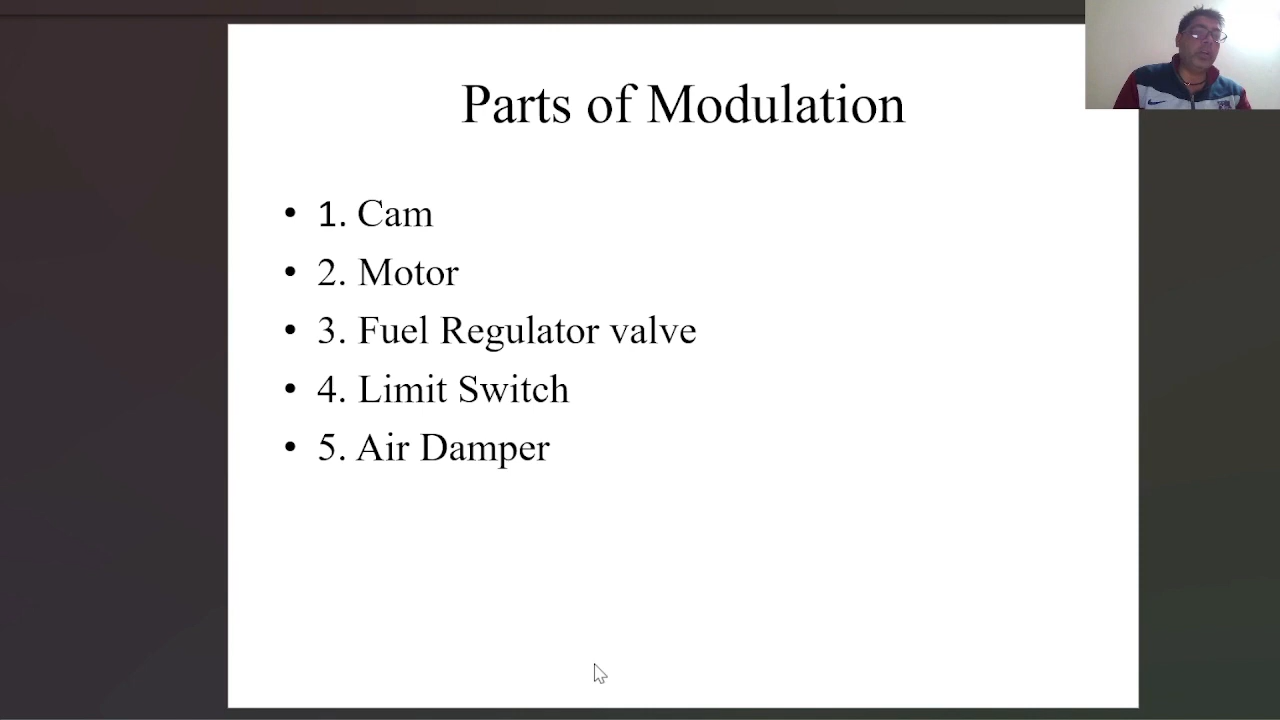 Parts of Modulation
• 1. Cam
• 2. Motor
• 3. Fuel Regulator valve
• 4. Limit Switch
• 5. Air Damper